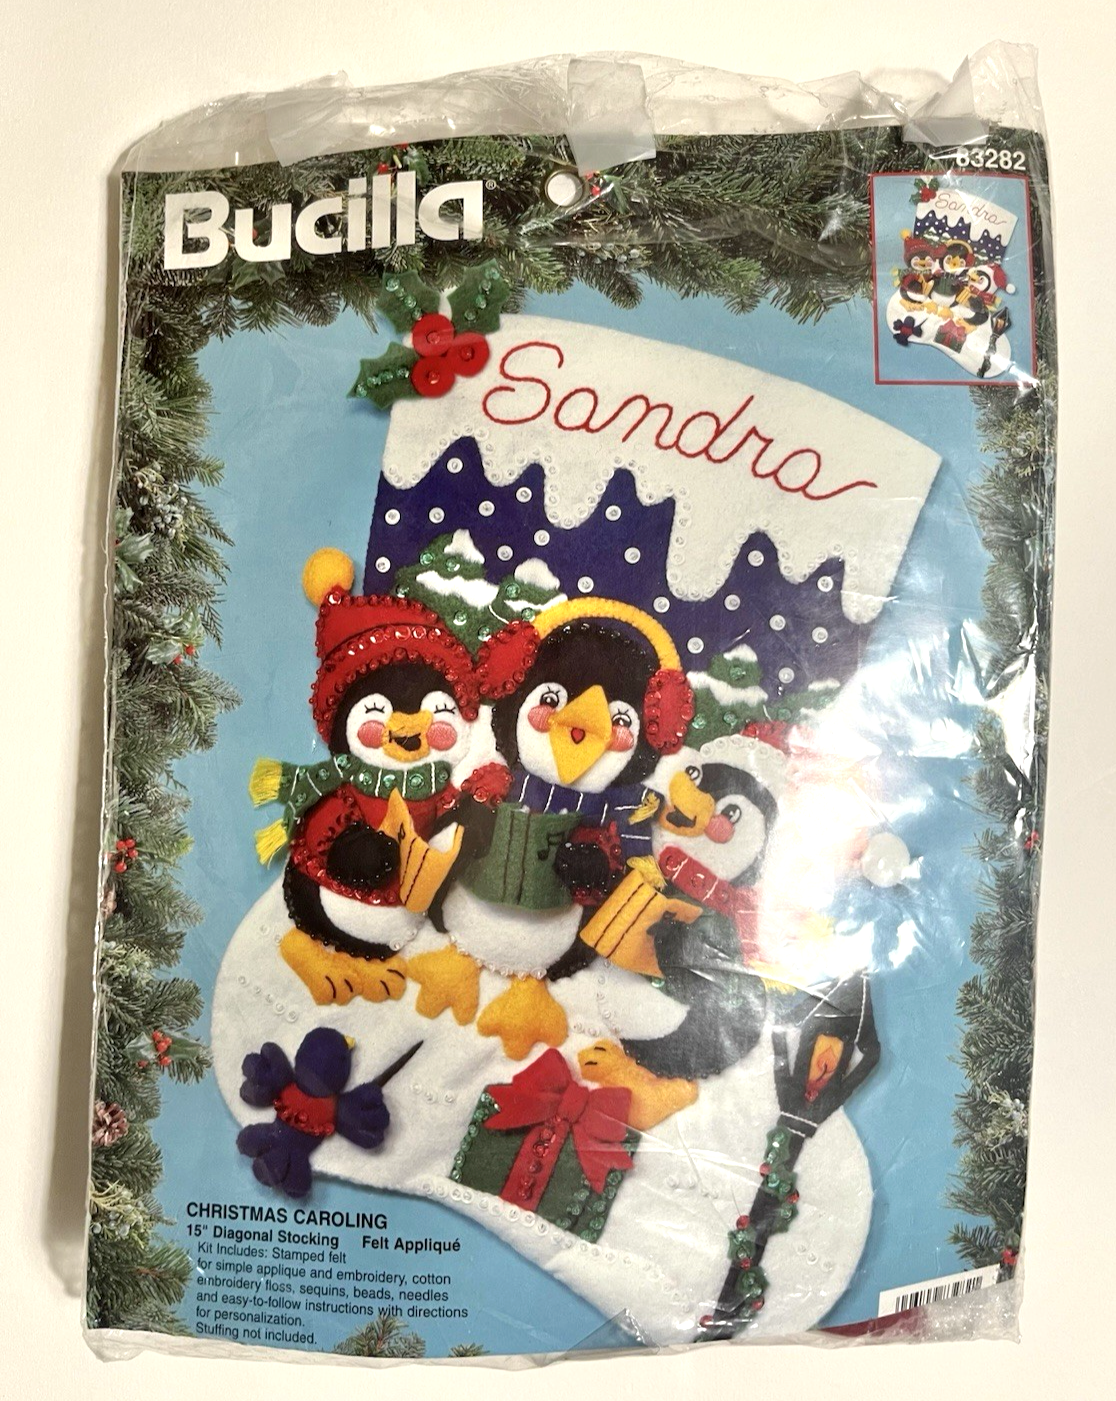 Bucilla®
83282
Sandra
Sandra
CHRISTMAS CAROLING
15" Diagonal Stocking Felt Appliqué
Kit Includes: Stamped felt
for simple applique and embroidery, cotton
embroidery floss, sequins, beads, needles
and easy-to-follow instructions with directions
for personalization.
Stuffing not included.